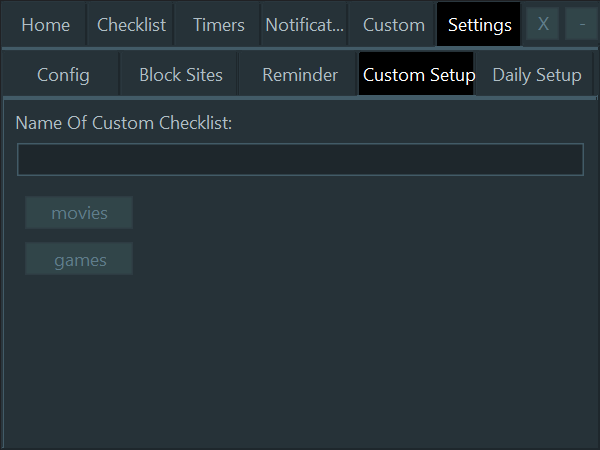 Home Checklist Timers Notificat... Custom Settings X -
Config Block Sites Reminder Custom Setup Daily Setup
Name Of Custom Checklist:
movies
games